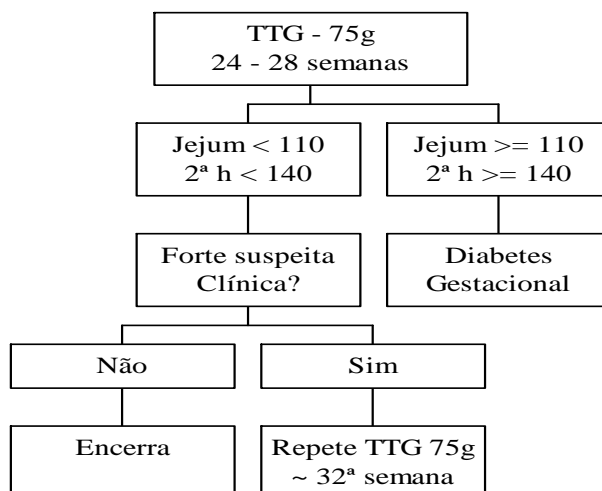 TTG - 75g
24 - 28 semanas
Jejum < 110
2ª h < 140
Jejum >= 110
2ª h >= 140
Forte suspeita
Clínica?
Diabetes
Gestacional
Não
Sim
Encerra
Repete TTG 75g
~ 32ª semana